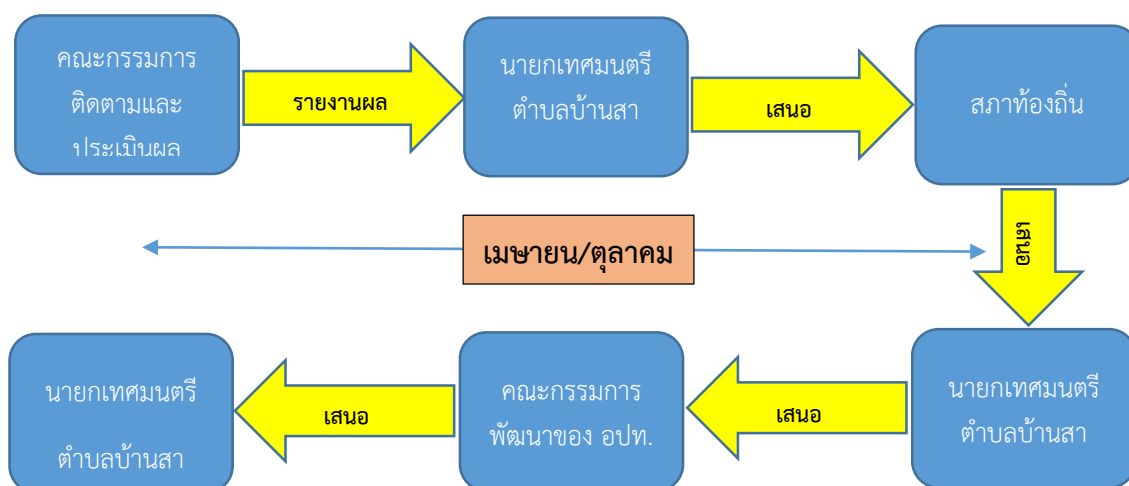 คณะกรรมการ
ติดตามและ
ประเมินผล
รายงานผล
นายกเทศมนตรี
ตำบลบ้านสา
เสนอ
สภาท้องถิ่น
เสนอ
เมษายน/ตุลาคม
นายกเทศมนตรี
ตำบลบ้านสา
เสนอ
คณะกรรมการ
พัฒนาของ อปท.
เสนอ
นายกเทศมนตรี
ตำบลบ้านสา